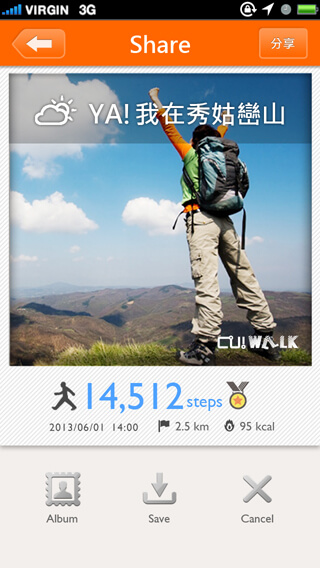 VIRGIN 3G
Share
分享
YA! 我在秀姑巒山
CU! WALK
14,512 steps
2013/06/01 14:00 2.5 km 95 kcal
Album Save Cancel